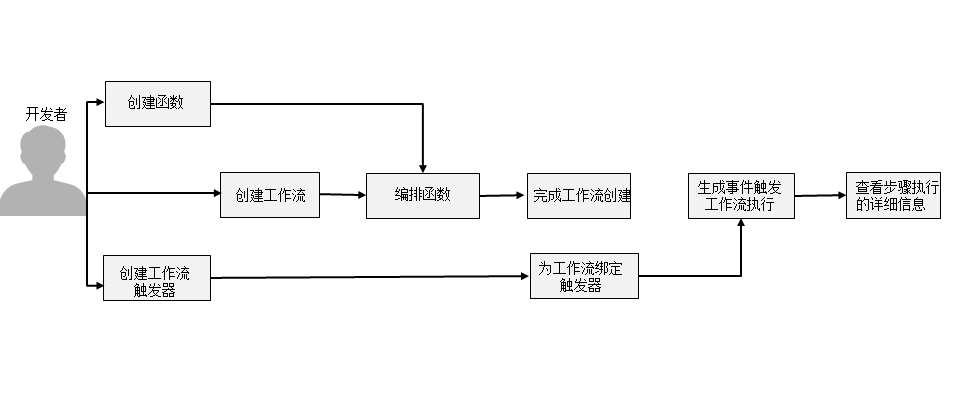 开发者
创建函数
创建工作流
编排函数
完成工作流创建
生成事件触发
工作流执行
查看步骤执行
的详细信息
创建工作流
触发器
为工作流绑定
触发器